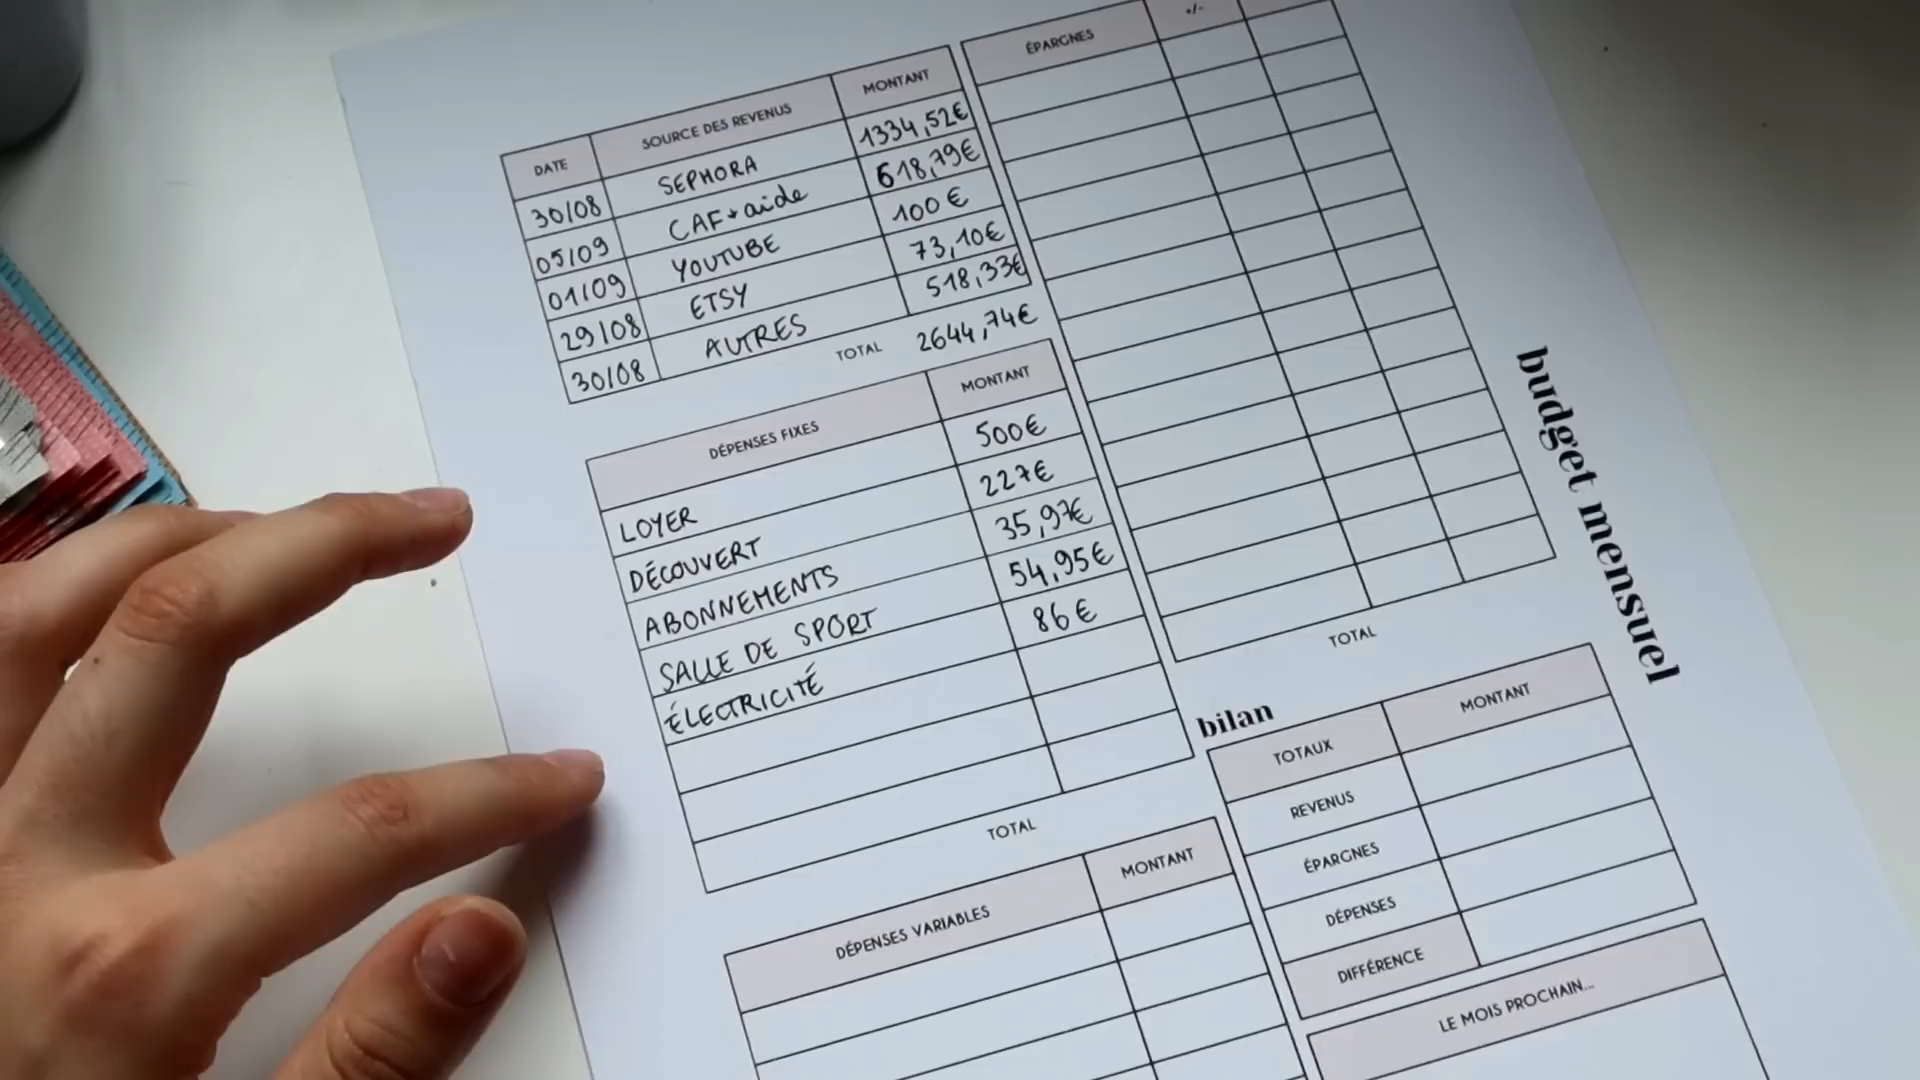 DATE SOURCE DES REVENUS MONTANT
30/08 SEPHORA 1334,52€
05/09 CAF + aide 618,79€
01/09 YOUTUBE 100€
29/08 ETSY 73,10€
30/08 AUTRES 518,33€
TOTAL 2644,74€
DÉPENSES FIXES MONTANT
LOYER 500€
DÉCOUVERT 227€
ABONNEMENTS 35,97€
SALLE DE SPORT 54,95€
ÉLECTRICITÉ 86€
TOTAL
DÉPENSES VARIABLES MONTANT
ÉPARGNES +/-
TOTAL
budget mensuel
bilan
TOTAUX MONTANT
REVENUS
ÉPARGNES
DÉPENSES
DIFFÉRENCE
LE MOIS PROCHAIN...